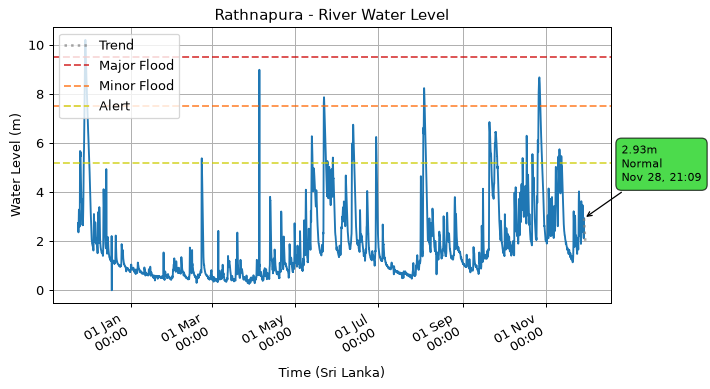 Rathnapura - River Water Level
Water Level (m)
10
8
6
4
2
0
Trend
Major Flood
Minor Flood
Alert
2.93m
Normal
Nov 28, 21:09
01 Jan
00:00
01 Mar
00:00
01 May
00:00
01 Jul
00:00
01 Sep
00:00
01 Nov
00:00
Time (Sri Lanka)